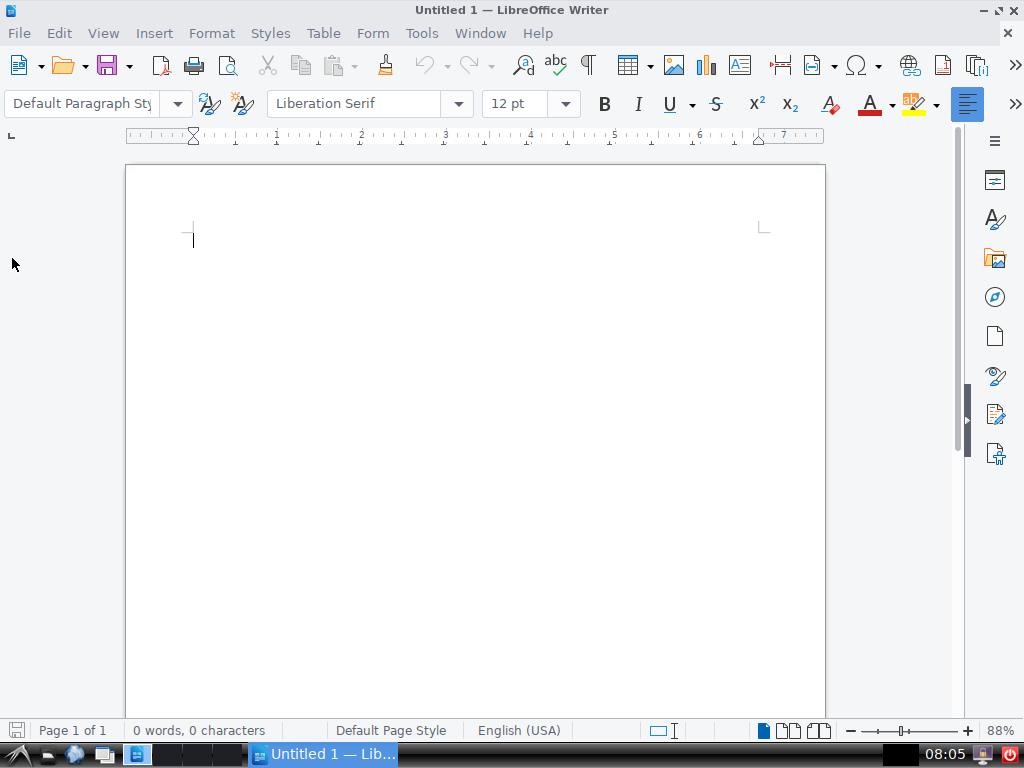 Untitled 1 — LibreOffice Writer
File Edit View Insert Format Styles Table Form Tools Window Help
Default Paragraph Sty Liberation Serif 12 pt
1 2 3 4 5 6 7
Page 1 of 1 0 words, 0 characters Default Page Style English (USA) 88%
Untitled 1 — Lib... 08:05